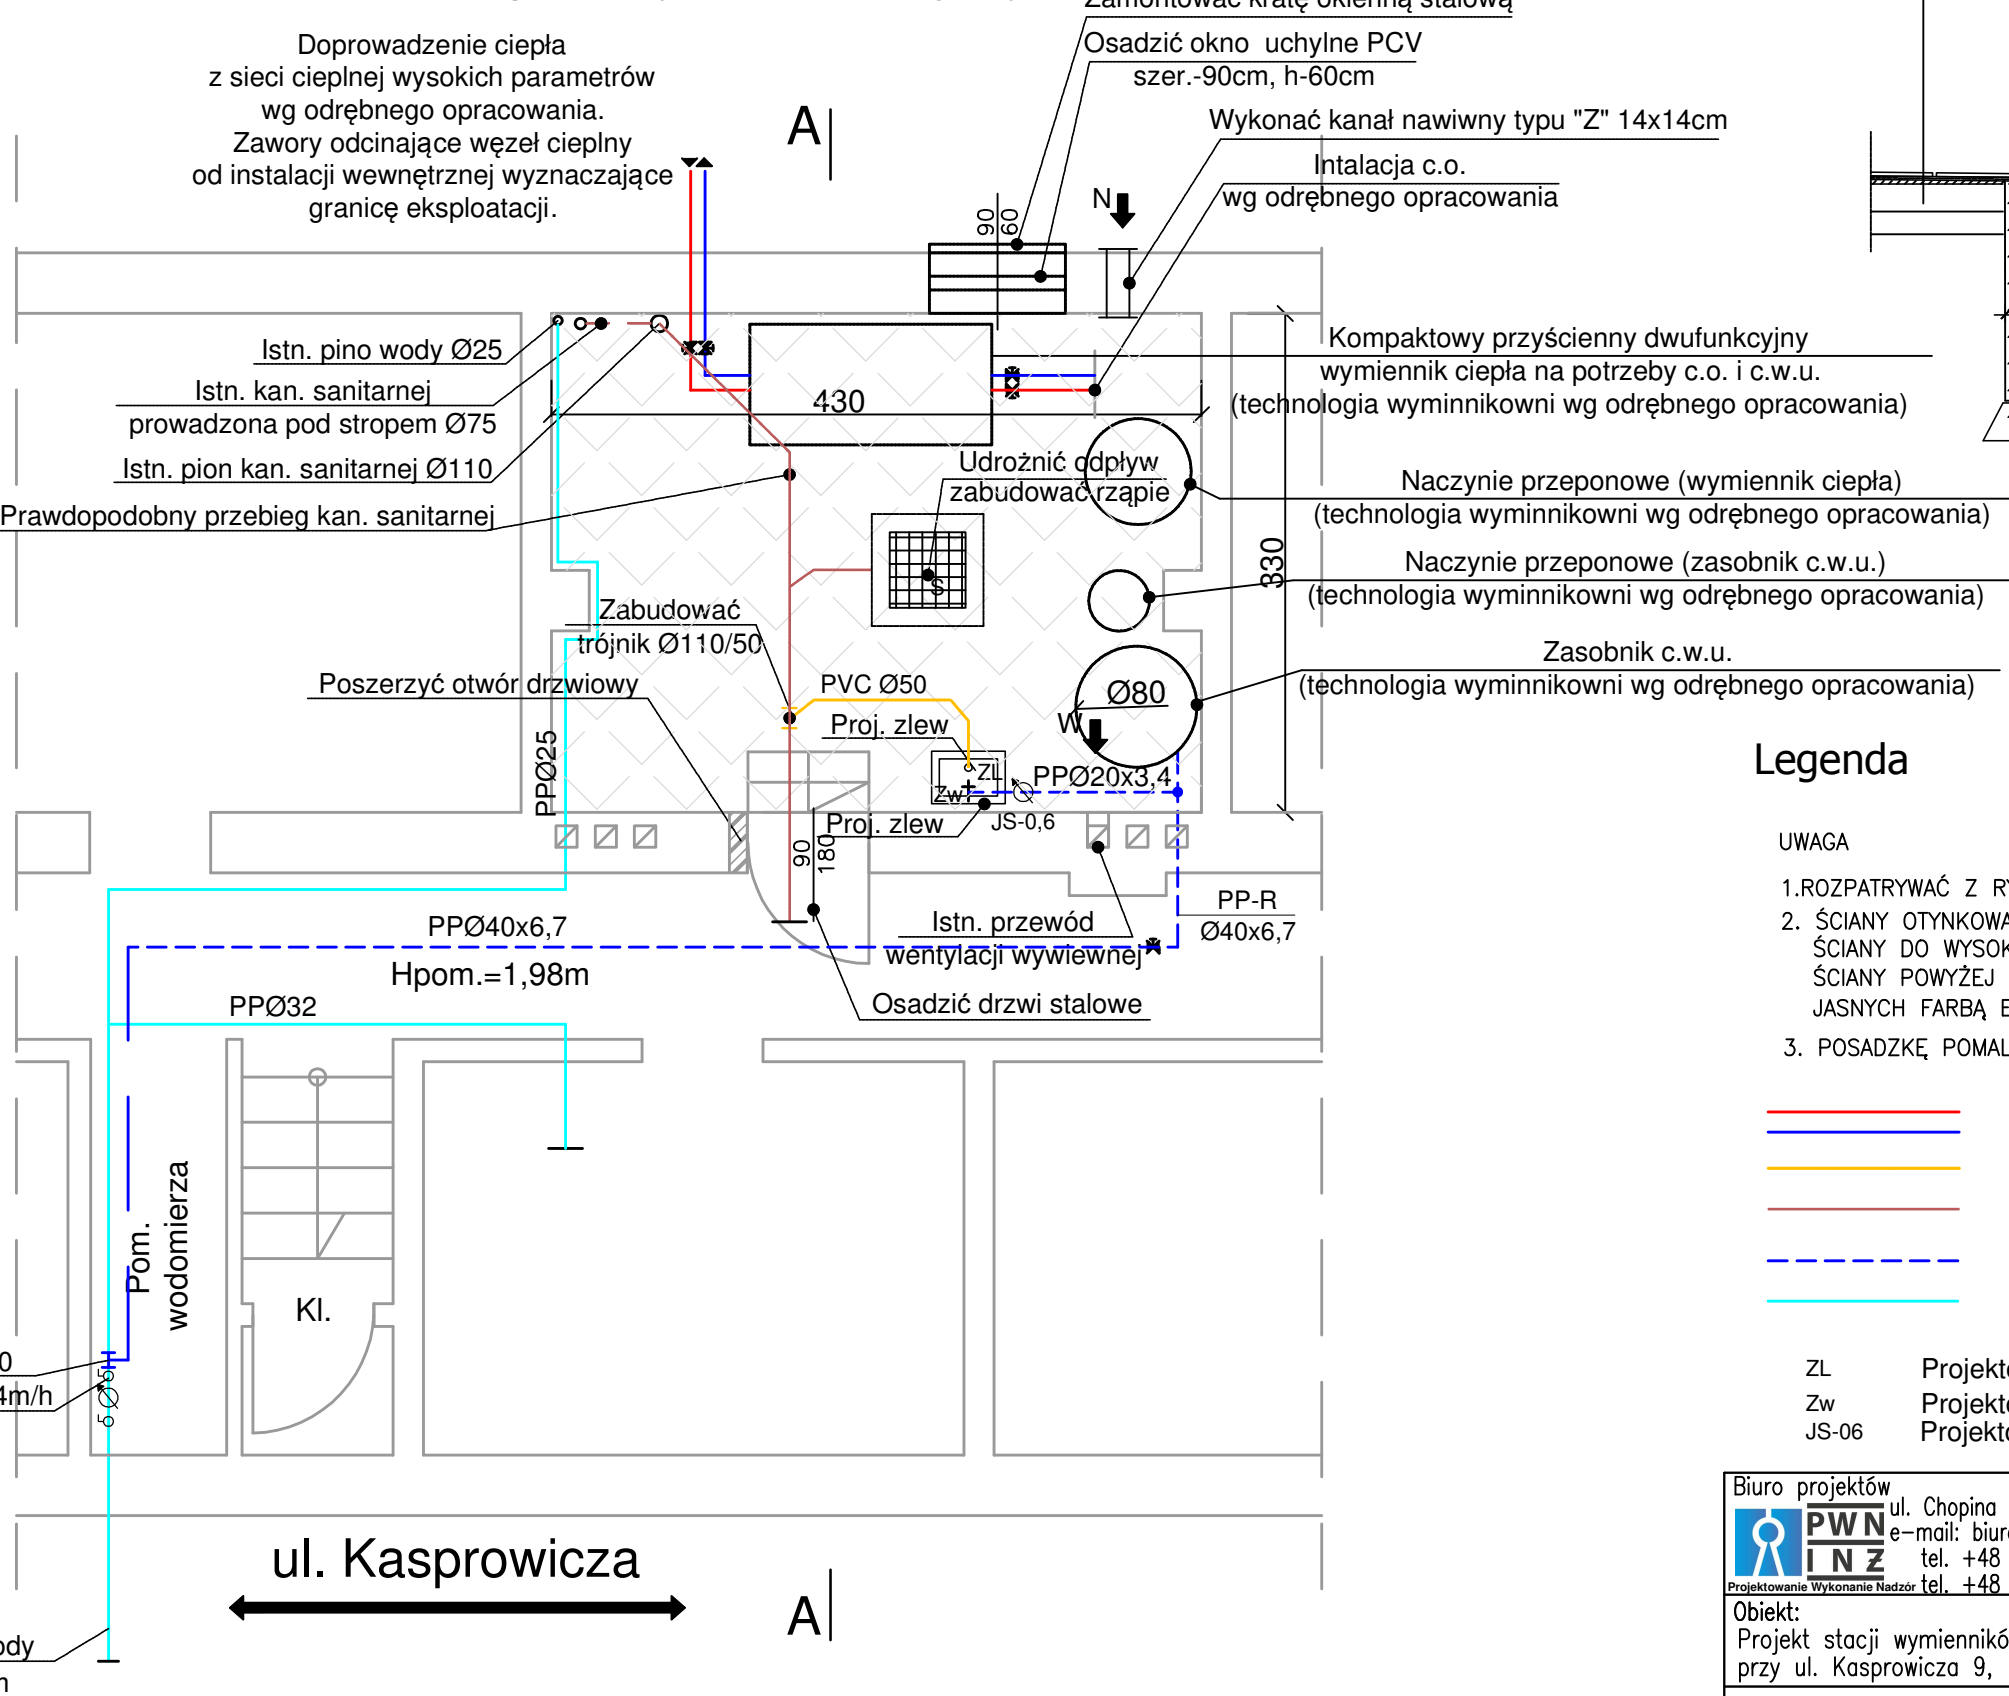 Zamontować kratę okienną stalową
Osadzić okno uchylne PCV
szer.-90cm, h-60cm
Wykonać kanał nawiwny typu "Z" 14x14cm
Intalacja c.o.
wg odrębnego opracowania
Doprowadzenie ciepła
z sieci cieplnej wysokich parametrów
wg odrębnego opracowania.
Zawory odcinające węzeł cieplny
od instalacji wewnętrznej wyznaczające
granicę eksploatacji.
A
N
90
60
Istn. pino wody Ø25
Istn. kan. sanitarnej
prowadzona pod stropem Ø75
Istn. pion kan. sanitarnej Ø110
Prawdopodobny przebieg kan. sanitarnej
430
330
Kompaktowy przyścienny dwufunkcyjny
wymiennik ciepła na potrzeby c.o. i c.w.u.
(technologia wyminnikowni wg odrębnego opracowania)
Udrożnić odpływ
zabudować rząpie
S
Naczynie przeponowe (wymiennik ciepła)
(technologia wyminnikowni wg odrębnego opracowania)
Naczynie przeponowe (zasobnik c.w.u.)
(technologia wyminnikowni wg odrębnego opracowania)
Zasobnik c.w.u.
(technologia wyminnikowni wg odrębnego opracowania)
Zabudować
trójnik Ø110/50
Poszerzyć otwór drzwiowy
PVC Ø50
Proj. zlew
Ø80
W
ZL
Zw
PPØ20x3,4
JS-0,6
Proj. zlew
PPØ25
90
180
PP-R
Ø40x6,7
Istn. przewód
wentylacji wywiewnej
Osadzić drzwi stalowe
PPØ40x6,7
Hpom.=1,98m
PPØ32
Pom.
wodomierza
Kl.
0
4m/h
ul. Kasprowicza
A
ody
Legenda
UWAGA
1.ROZPATRYWAĆ Z RY
2. ŚCIANY OTYNKOWA
ŚCIANY DO WYSOK
ŚCIANY POWYŻEJ
JASNYCH FARBĄ E
3. POSADZKĘ POMAL
ZL Projekto
Zw Projekto
JS-06 Projekto
Biuro projektów
PWN
INŻ
Projektowanie Wykonanie Nadzór
ul. Chopina
e-mail: biuro
tel. +48
tel. +48
Obiekt:
Projekt stacji wymiennikó
przy ul. Kasprowicza 9,